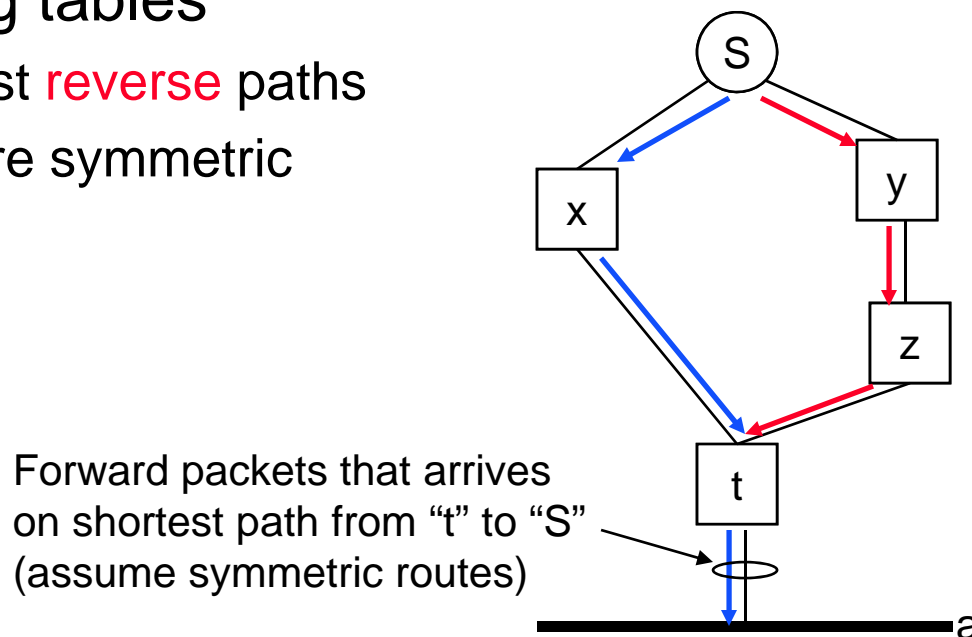 g tables
st reverse paths
re symmetric
S
x
y
z
t
Forward packets that arrives
on shortest path from “t” to “S”
(assume symmetric routes)
a